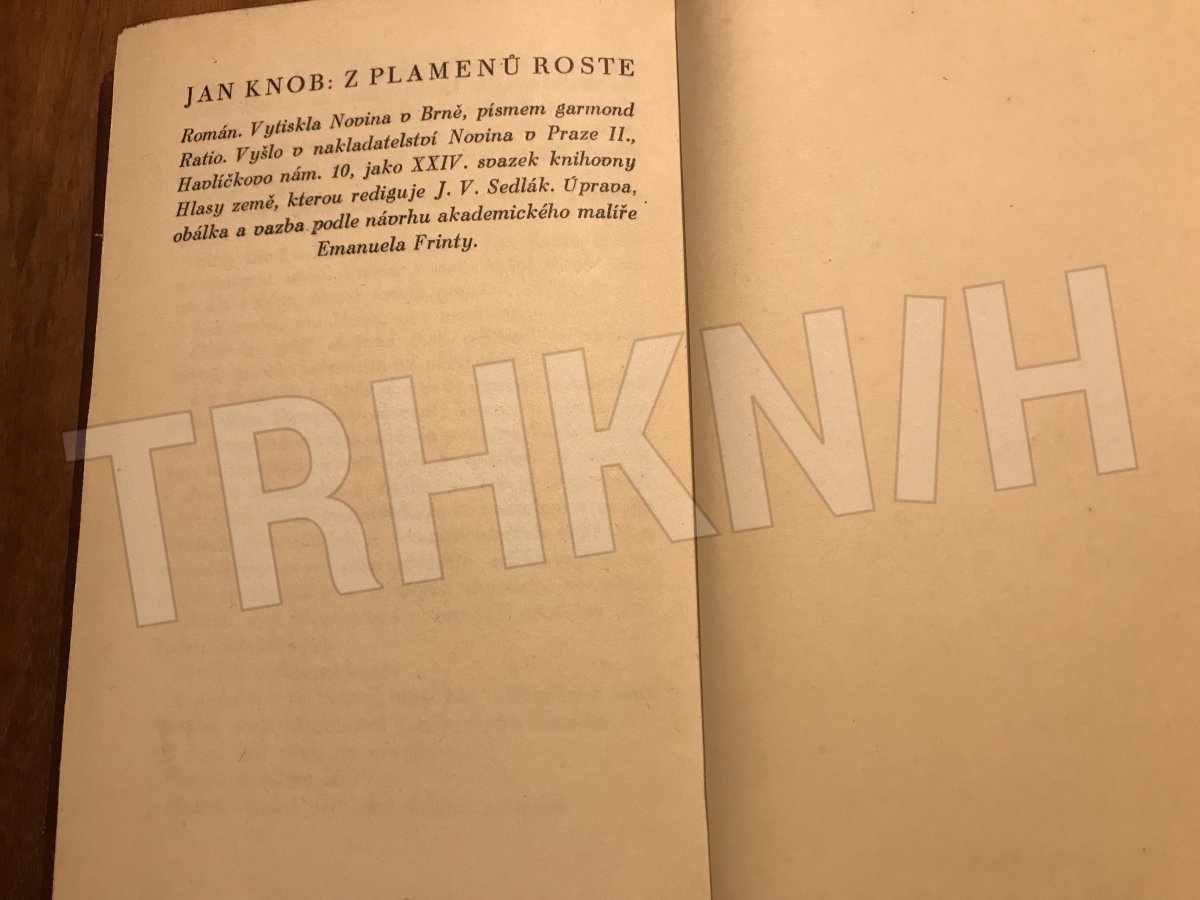 JAN KNOB: Z PLAMENŮ ROSTE
Román. Vytiskla Novina v Brně, písmem garmond
Ratio. Vyšlo v nakladatelství Novina v Praze II.,
Havlíčkovo nám. 10, jako XXIV. svazek knihovny
Hlasy země, kterou rediguje J. V. Sedlák. Úprava,
obálka a vazba podle návrhu akademického malíře
Emanuela Frinty.
TRHKNIH